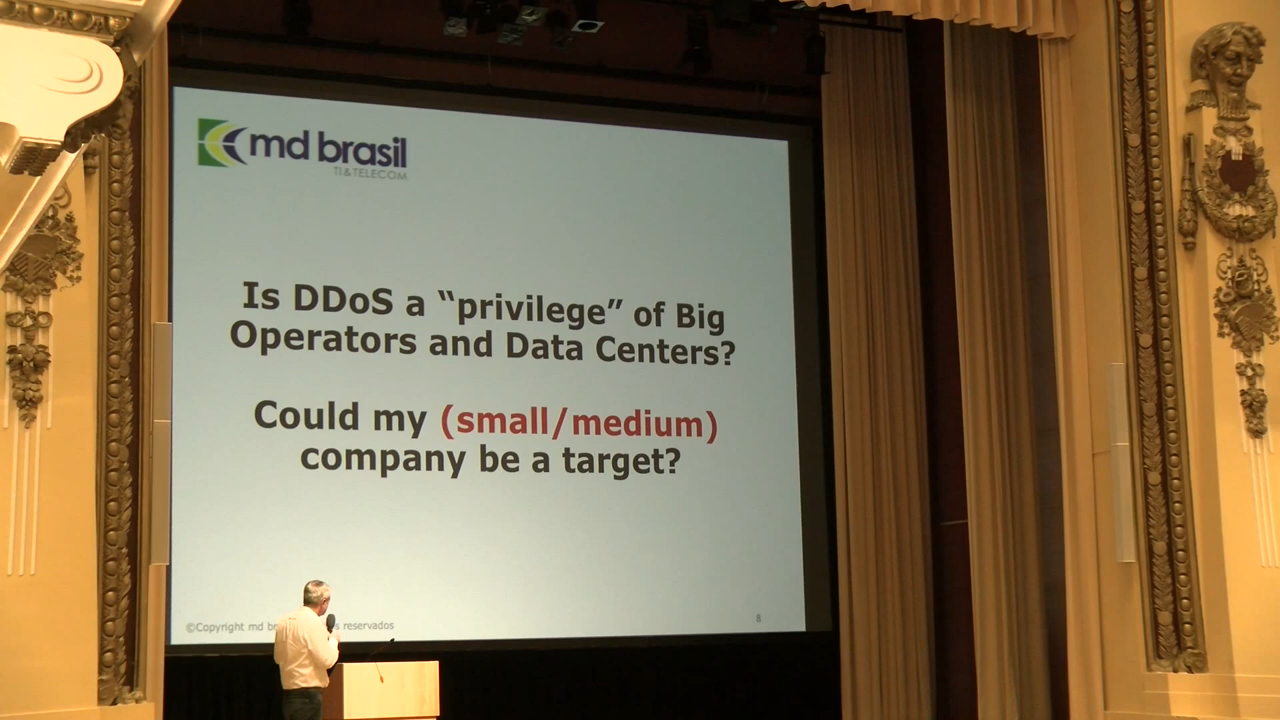 md brasil
TI & TELECOM
Is DDoS a “privilege” of Big
Operators and Data Centers?
Could my (small/medium)
company be a target?
©Copyright md br s reservados
8